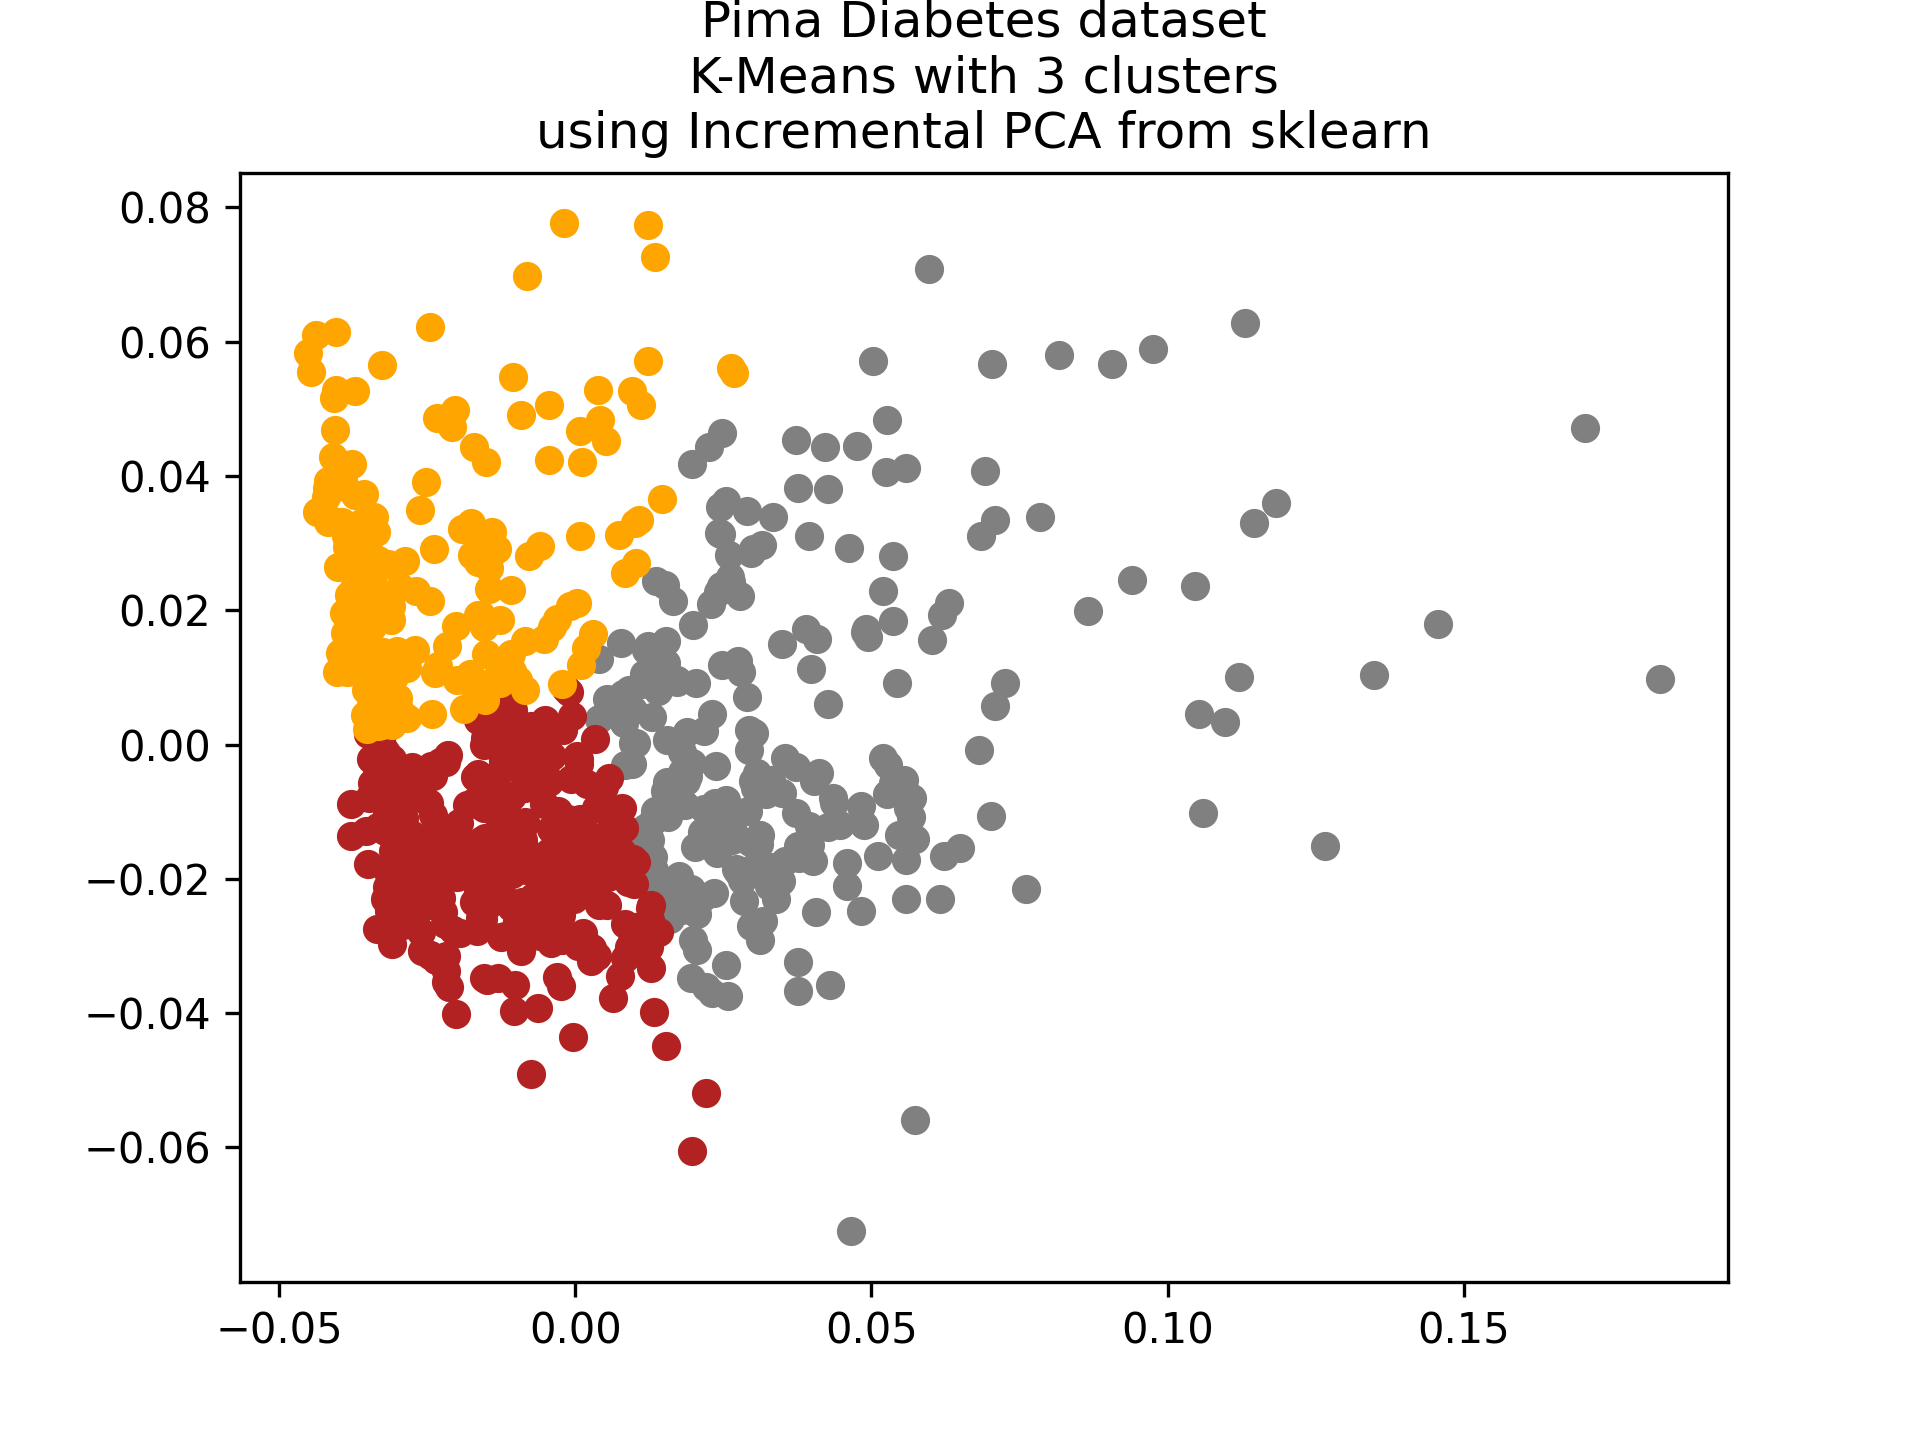 Pima Diabetes dataset
K-Means with 3 clusters
using Incremental PCA from sklearn
0.08
0.06
0.04
0.02
0.00
−0.02
−0.04
−0.06
−0.05 0.00 0.05 0.10 0.15